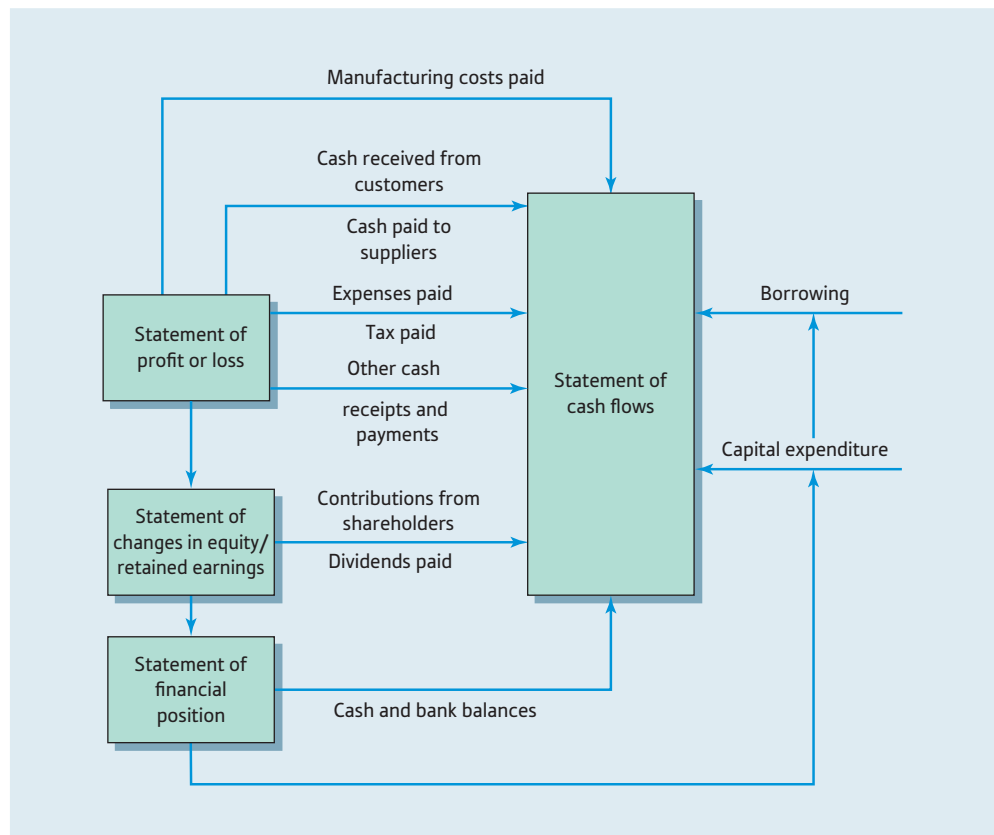 Manufacturing costs paid
Cash received from
customers
Cash paid to
suppliers
Expenses paid
Borrowing
Statement of
profit or loss
Tax paid
Other cash
receipts and
payments
Statement of
cash flows
Capital expenditure
Contributions from
shareholders
Statement of
changes in equity/
retained earnings
Dividends paid
Statement of
financial
position
Cash and bank balances